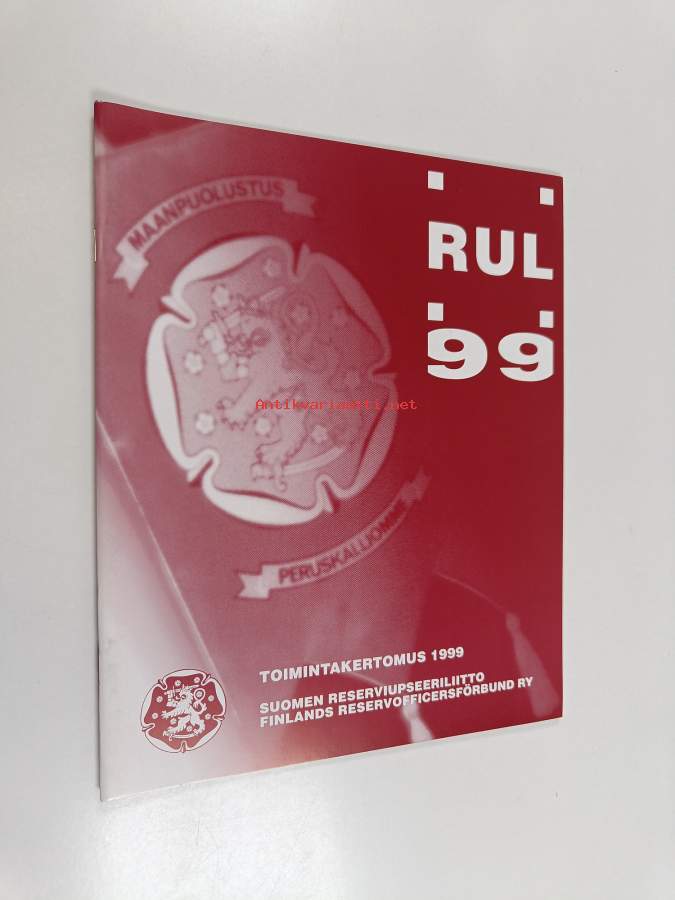 MAANPUOLUSTUS
RUL
99
Antikvariaatti.net
PERUSKALLIOMME
TOIMINTAKERTOMUS 1999
SUOMEN RESERVIUPSEERILIITTO
FINLANDS RESERVOFFICERSFÖRBUND RY